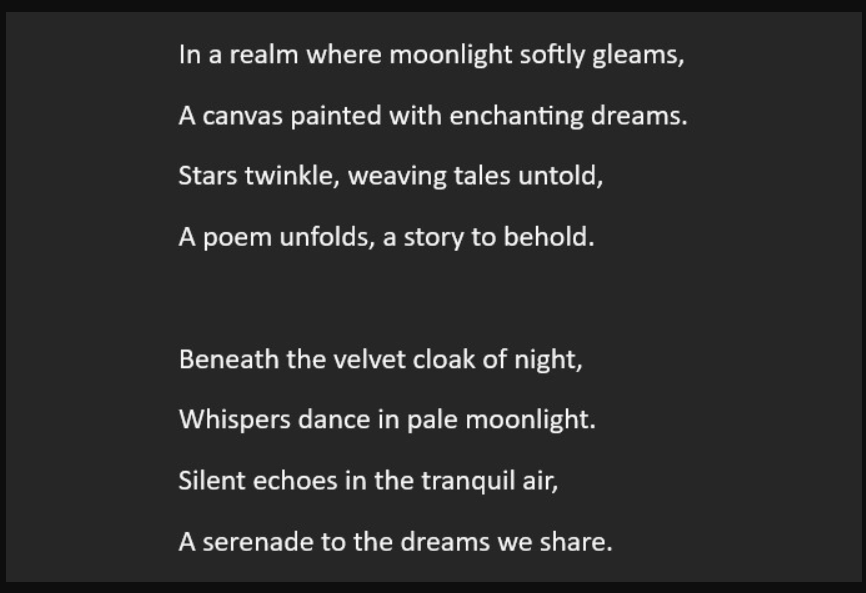 In a realm where moonlight softly gleams,
A canvas painted with enchanting dreams.
Stars twinkle, weaving tales untold,
A poem unfolds, a story to behold.
Beneath the velvet cloak of night,
Whispers dance in pale moonlight.
Silent echoes in the tranquil air,
A serenade to the dreams we share.